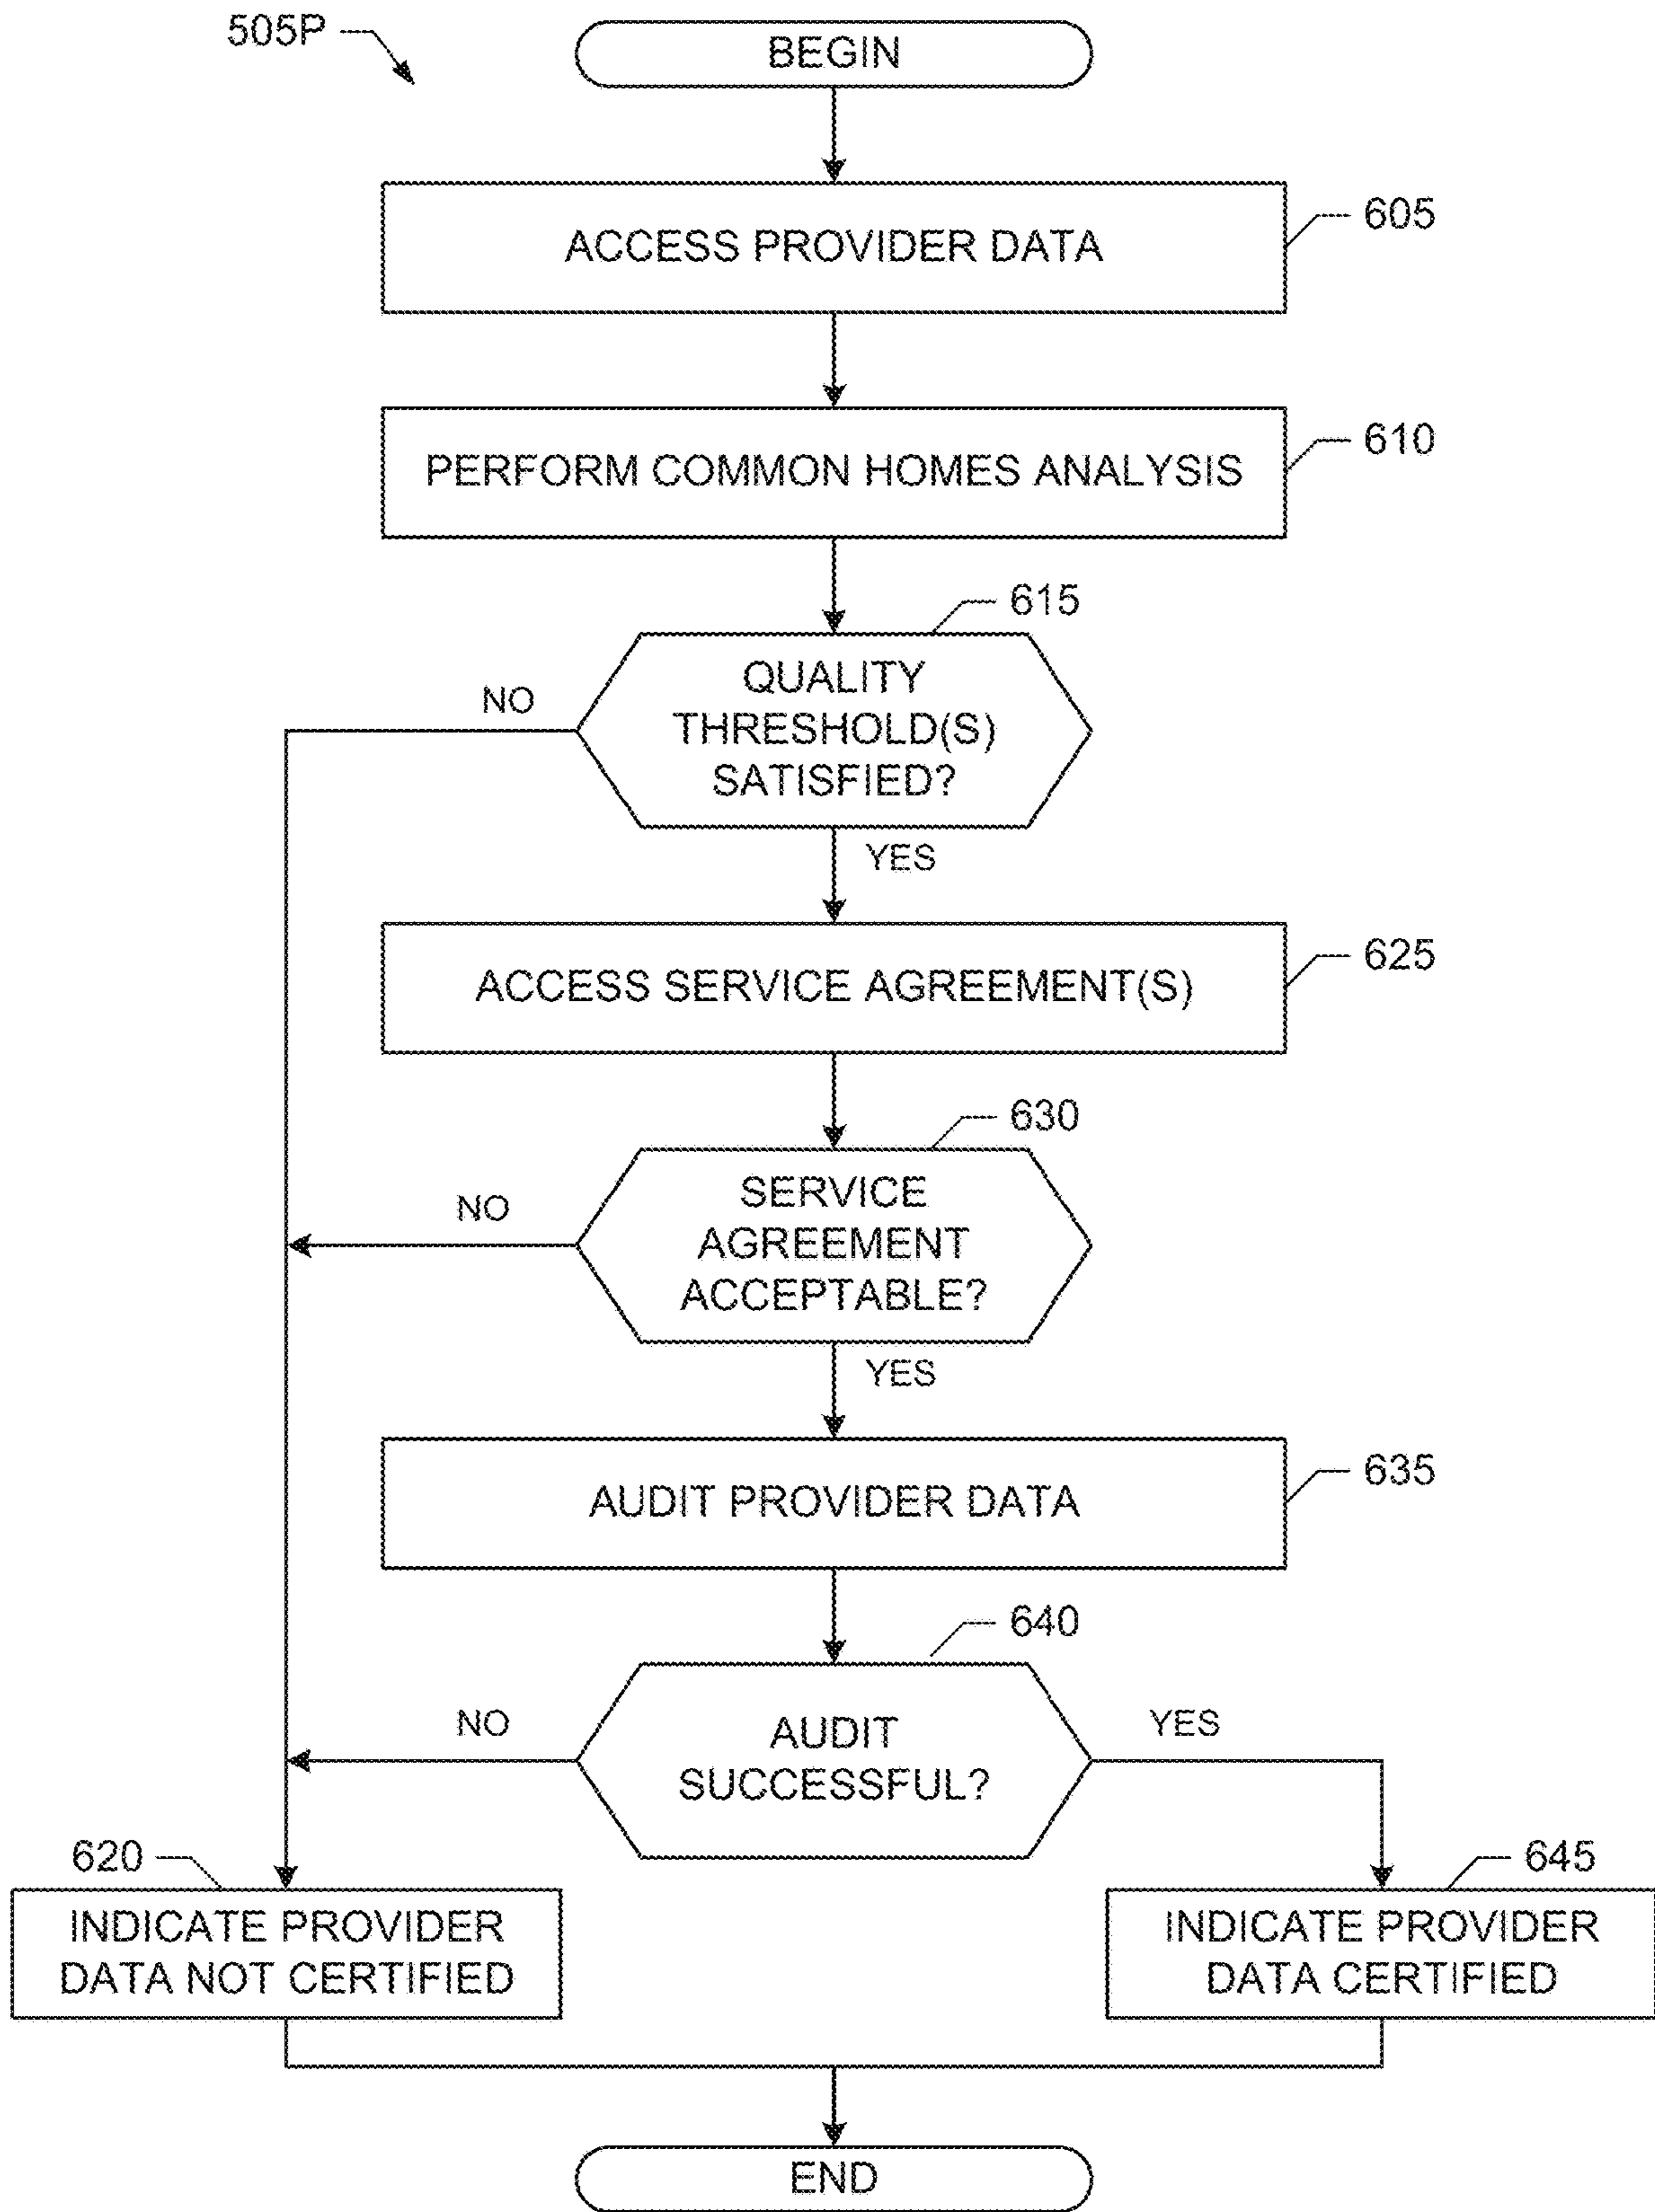 505P
BEGIN
ACCESS PROVIDER DATA
605
PERFORM COMMON HOMES ANALYSIS
610
615
QUALITY
THRESHOLD(S)
SATISFIED?
NO
YES
ACCESS SERVICE AGREEMENT(S)
625
630
SERVICE
AGREEMENT
ACCEPTABLE?
NO
YES
AUDIT PROVIDER DATA
635
640
AUDIT
SUCCESSFUL?
NO
YES
620
INDICATE PROVIDER
DATA NOT CERTIFIED
645
INDICATE PROVIDER
DATA CERTIFIED
END